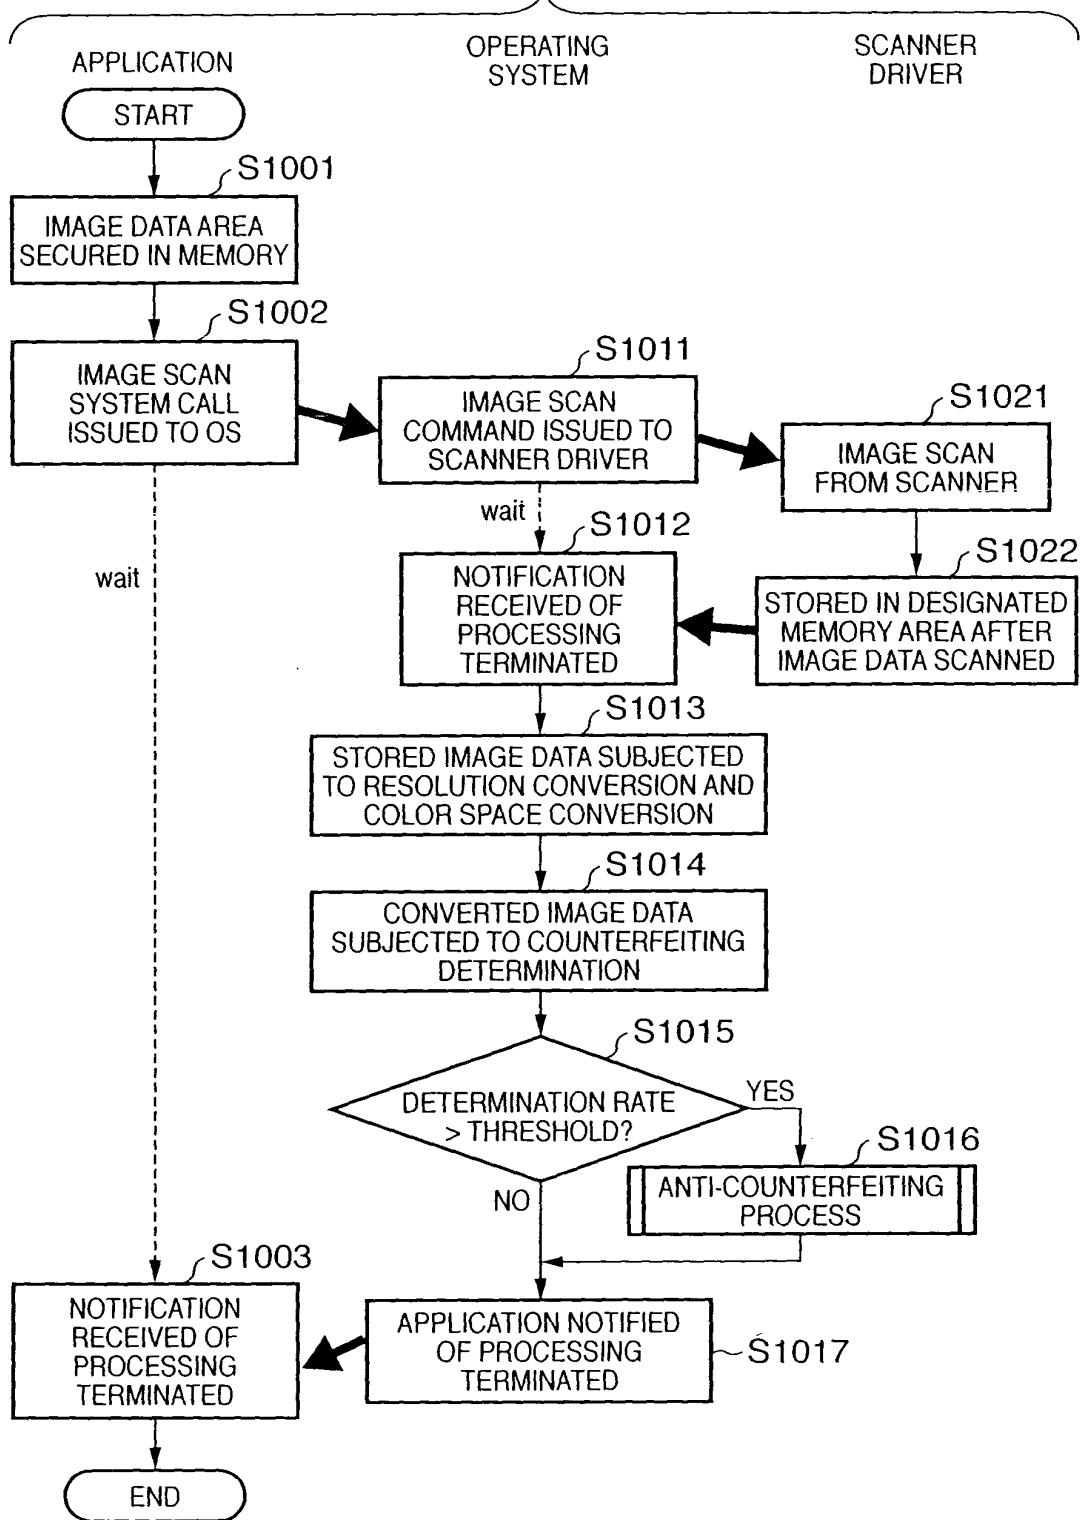 APPLICATION
OPERATING
SYSTEM
SCANNER
DRIVER
START
S1001
IMAGE DATA AREA
SECURED IN MEMORY
S1002
IMAGE SCAN
SYSTEM CALL
ISSUED TO OS
S1011
IMAGE SCAN
COMMAND ISSUED TO
SCANNER DRIVER
S1021
IMAGE SCAN
FROM SCANNER
wait
wait
S1012
NOTIFICATION
RECEIVED OF
PROCESSING
TERMINATED
S1022
STORED IN DESIGNATED
MEMORY AREA AFTER
IMAGE DATA SCANNED
S1013
STORED IMAGE DATA SUBJECTED
TO RESOLUTION CONVERSION AND
COLOR SPACE CONVERSION
S1014
CONVERTED IMAGE DATA
SUBJECTED TO COUNTERFEITING
DETERMINATION
S1015
DETERMINATION RATE
> THRESHOLD?
YES
NO
S1016
ANTI-COUNTERFEITING
PROCESS
S1003
NOTIFICATION
RECEIVED OF
PROCESSING
TERMINATED
APPLICATION NOTIFIED
OF PROCESSING
TERMINATED
S1017
END